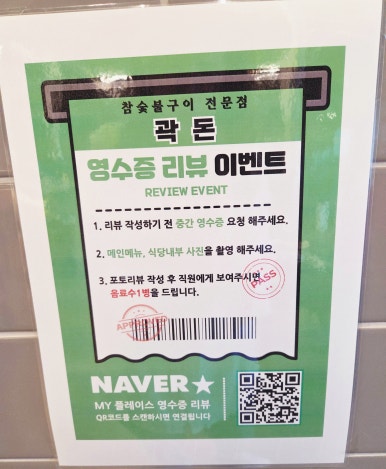 참숯불구이 전문점
곽돈
영수증 리뷰 이벤트
REVIEW EVENT
1. 리뷰 작성하기 전 중간 영수증 요청 해주세요.
2. 메인메뉴, 식당내부 사진을 촬영 해주세요.
3. 포토리뷰 작성 후 직원에게 보여주시면
음료수1병을 드립니다.
PASS
APPROVED
NAVER★
MY 플레이스 영수증 리뷰
QR코드를 스캔하시면 연결됩니다